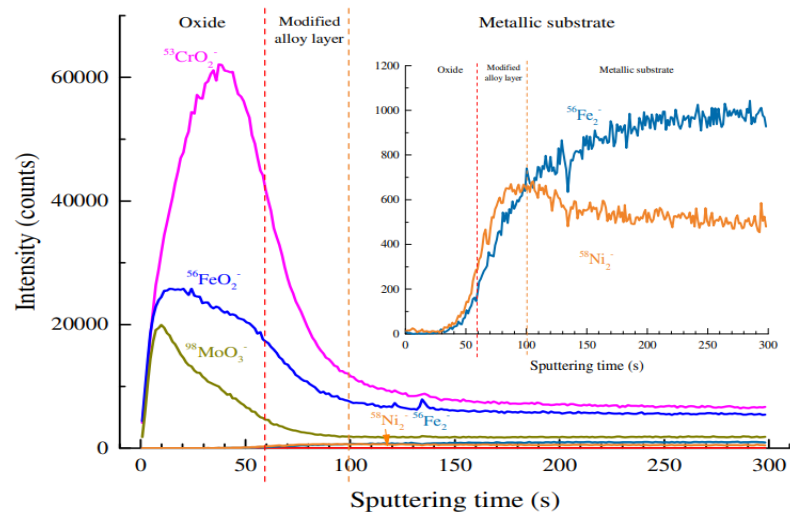 Oxide
Modified
alloy layer
Metallic substrate
⁵³CrO₂⁻
⁵⁶FeO₂⁻
⁹⁸MoO₃⁻
⁵⁸Ni₂⁻
⁵⁶Fe₂⁻
Intensity (counts)
60000
40000
20000
0
0 50 100 150 200 250 300
Sputtering time (s)
Oxide
Modified
alloy layer
Metallic substrate
⁵⁶Fe₂⁻
⁵⁸Ni₂⁻
1200
1000
800
600
400
200
0
0 50 100 150 200 250 300
Sputtering time (s)